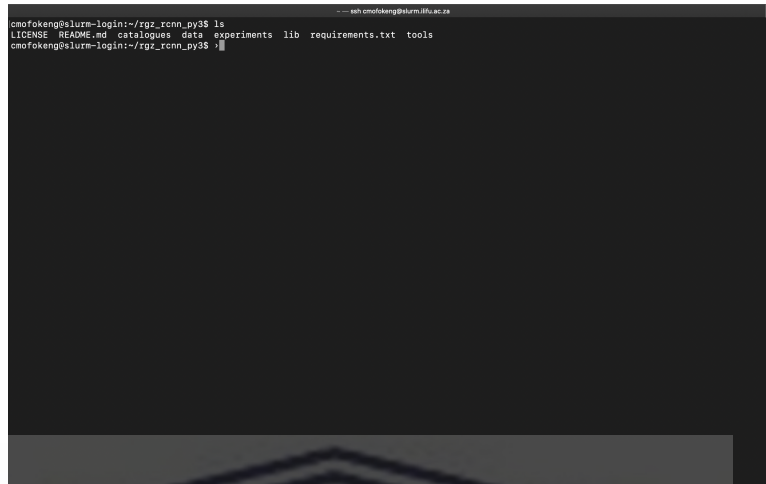 ~ — ssh cmofokeng@slurm.ilifu.ac.za
[cmofokeng@slurm-login:~/rgz_rcnn_py3$ ls
LICENSE README.md catalogues data experiments lib requirements.txt tools
cmofokeng@slurm-login:~/rgz_rcnn_py3$ ›